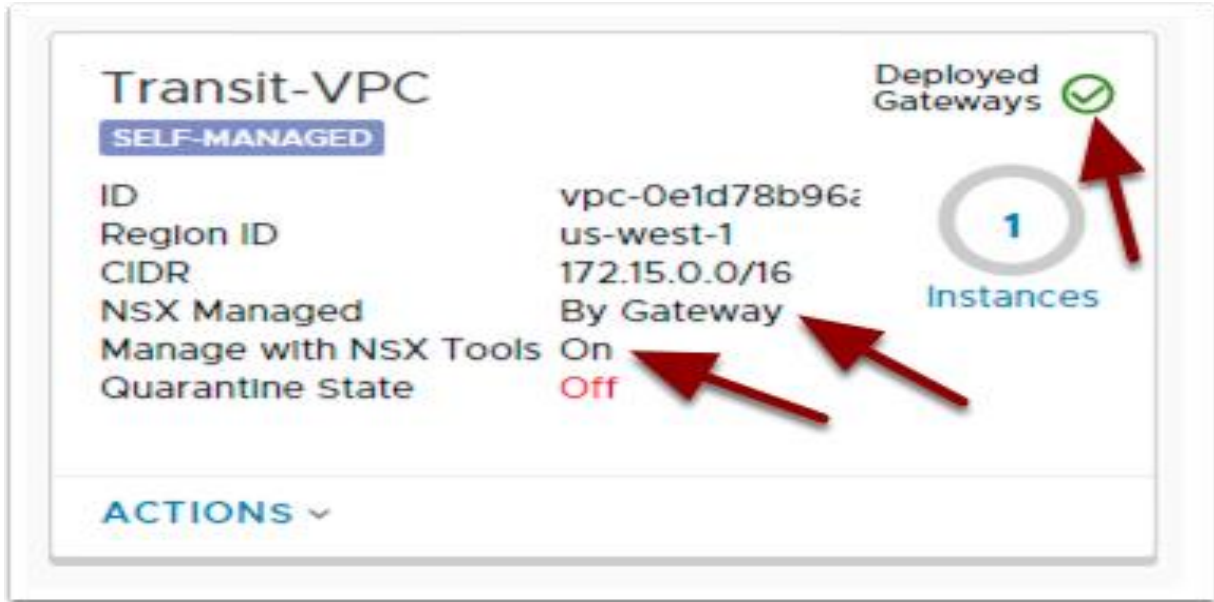 Transit-VPC
Deployed
Gateways
SELF-MANAGED
ID vpc-0e1d78b96
Region ID us-west-1
CIDR 172.15.0.0/16
NSX Managed By Gateway
Manage with NSX Tools On
Quarantine State Off
1
Instances
ACTIONS